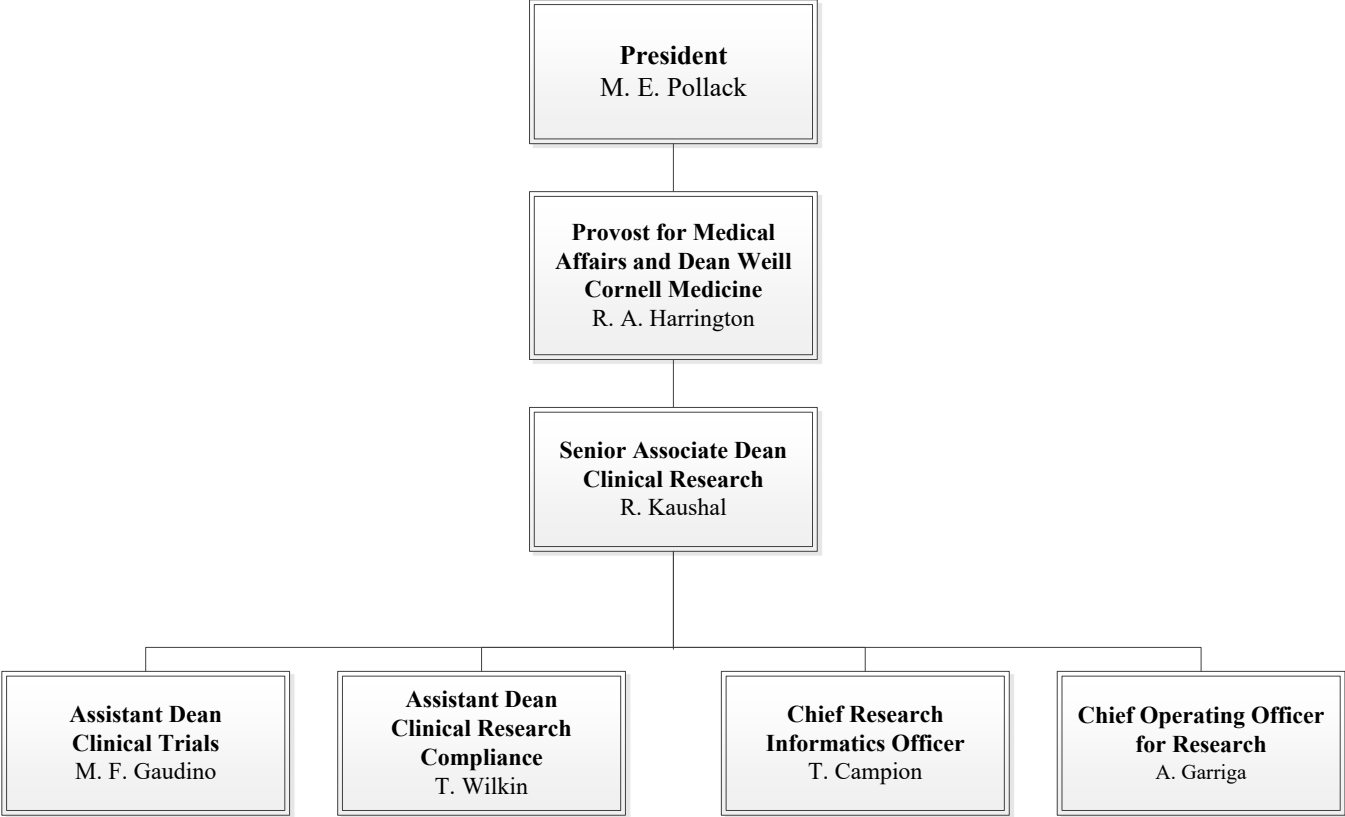 President
M. E. Pollack
Provost for Medical
Affairs and Dean Weill
Cornell Medicine
R. A. Harrington
Senior Associate Dean
Clinical Research
R. Kaushal
Assistant Dean
Clinical Trials
M. F. Gaudino
Assistant Dean
Clinical Research
Compliance
T. Wilkin
Chief Research
Informatics Officer
T. Campion
Chief Operating Officer
for Research
A. Garriga